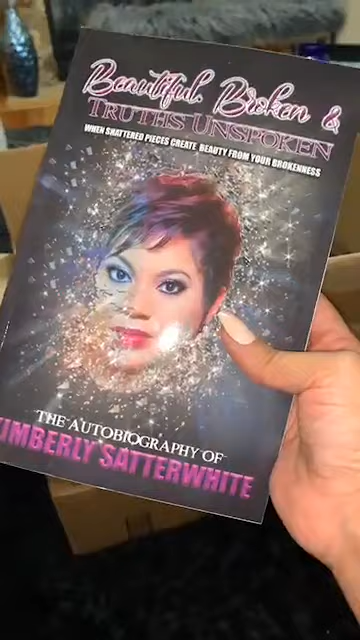 Beautiful, Broken &
TRUTHS UNSPOKEN
WHEN SHATTERED PIECES CREATE BEAUTY FROM YOUR BROKENNESS
THE AUTOBIOGRAPHY OF
KIMBERLY SATTERWHITE